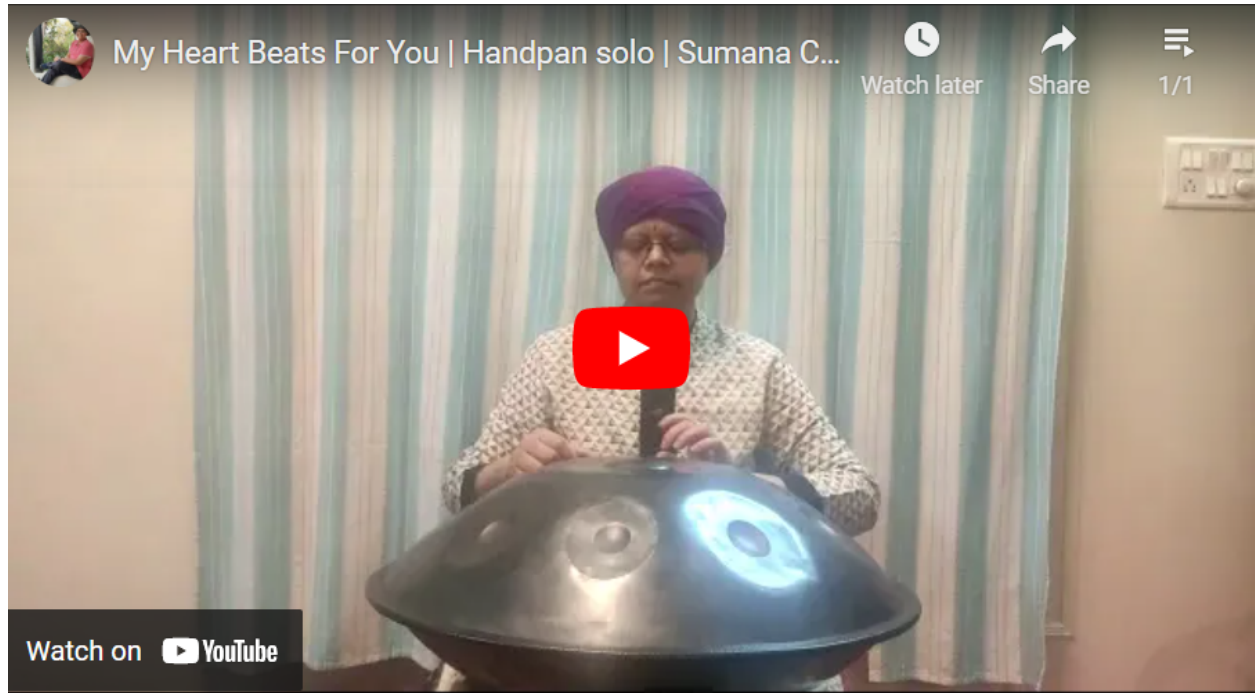 My Heart Beats For You | Handpan solo | Sumana C...
Watch later
Share
1/1
Watch on YouTube